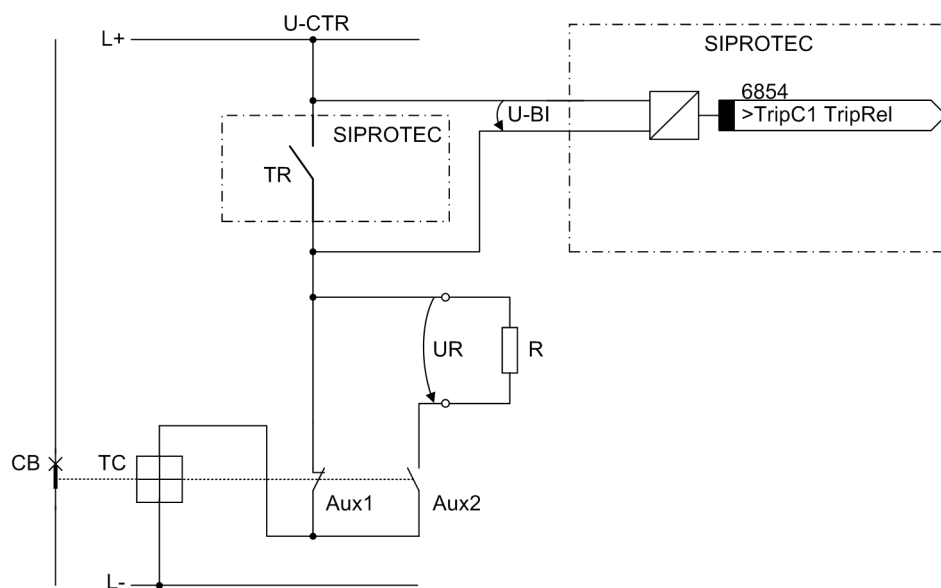 U-CTR
L+
SIPROTEC
6854
>TripC1 TripRel
U-BI
SIPROTEC
TR
UR
R
CB
TC
Aux1
Aux2
L-